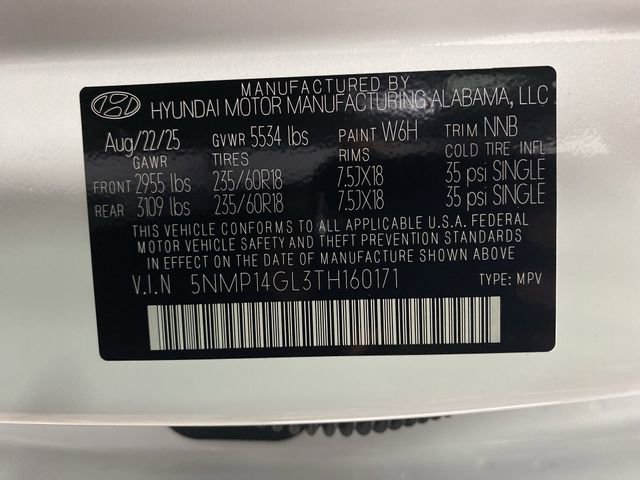 MANUFACTURED BY
HYUNDAI MOTOR MANUFACTURING ALABAMA, LLC
Aug/22/25 GVWR 5534 lbs PAINT W6H TRIM NNB
GAWR TIRES RIMS COLD TIRE INFL
FRONT 2955 lbs 235/60R18 7.5JX18 35 psi SINGLE
REAR 3109 lbs 235/60R18 7.5JX18 35 psi SINGLE
THIS VEHICLE CONFORMS TO ALL APPLICABLE U.S.A. FEDERAL
MOTOR VEHICLE SAFETY AND BUMPER, AND THEFT PREVENTION
STANDARDS IN EFFECT ON THE DATE OF MANUFACTURE SHOWN ABOVE.
V.I.N 5NMP14GL3TH160171 TYPE: MPV